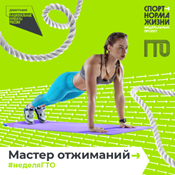 СПОРТ
НОРМА
ЖИЗНИ
ГТО
Мастер отжиманий→
#неделяГТО